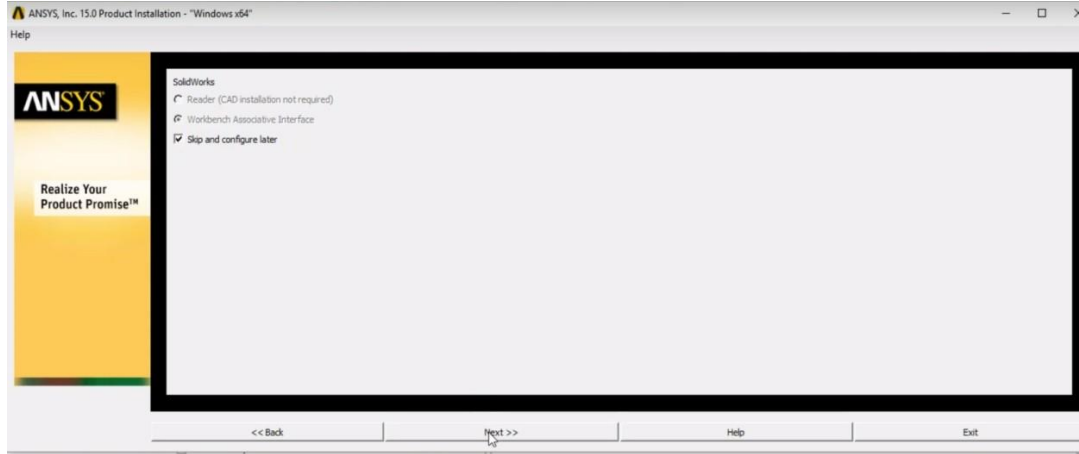 ANSYS, Inc. 15.0 Product Installation - "Windows x64"
Help
ANSYS
Realize Your
Product Promise™
SolidWorks
Reader (CAD installation not required)
Workbench Associative Interface
Skip and configure later
<< Back
Next >>
Help
Exit